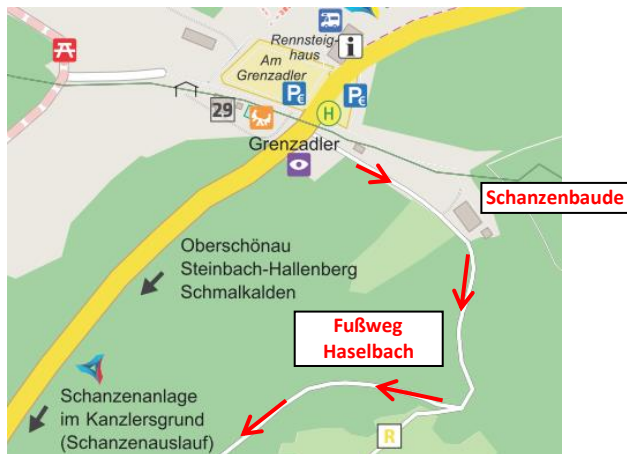 Rennsteig-
haus
i
Am
Grenzadler
P€
P€
29
H
Grenzadler
Schanzenbaude
Oberschönau
Steinbach-Hallenberg
Schmalkalden
Fußweg
Haselbach
Schanzenanlage
im Kanzlersgrund
(Schanzenauslauf)
R